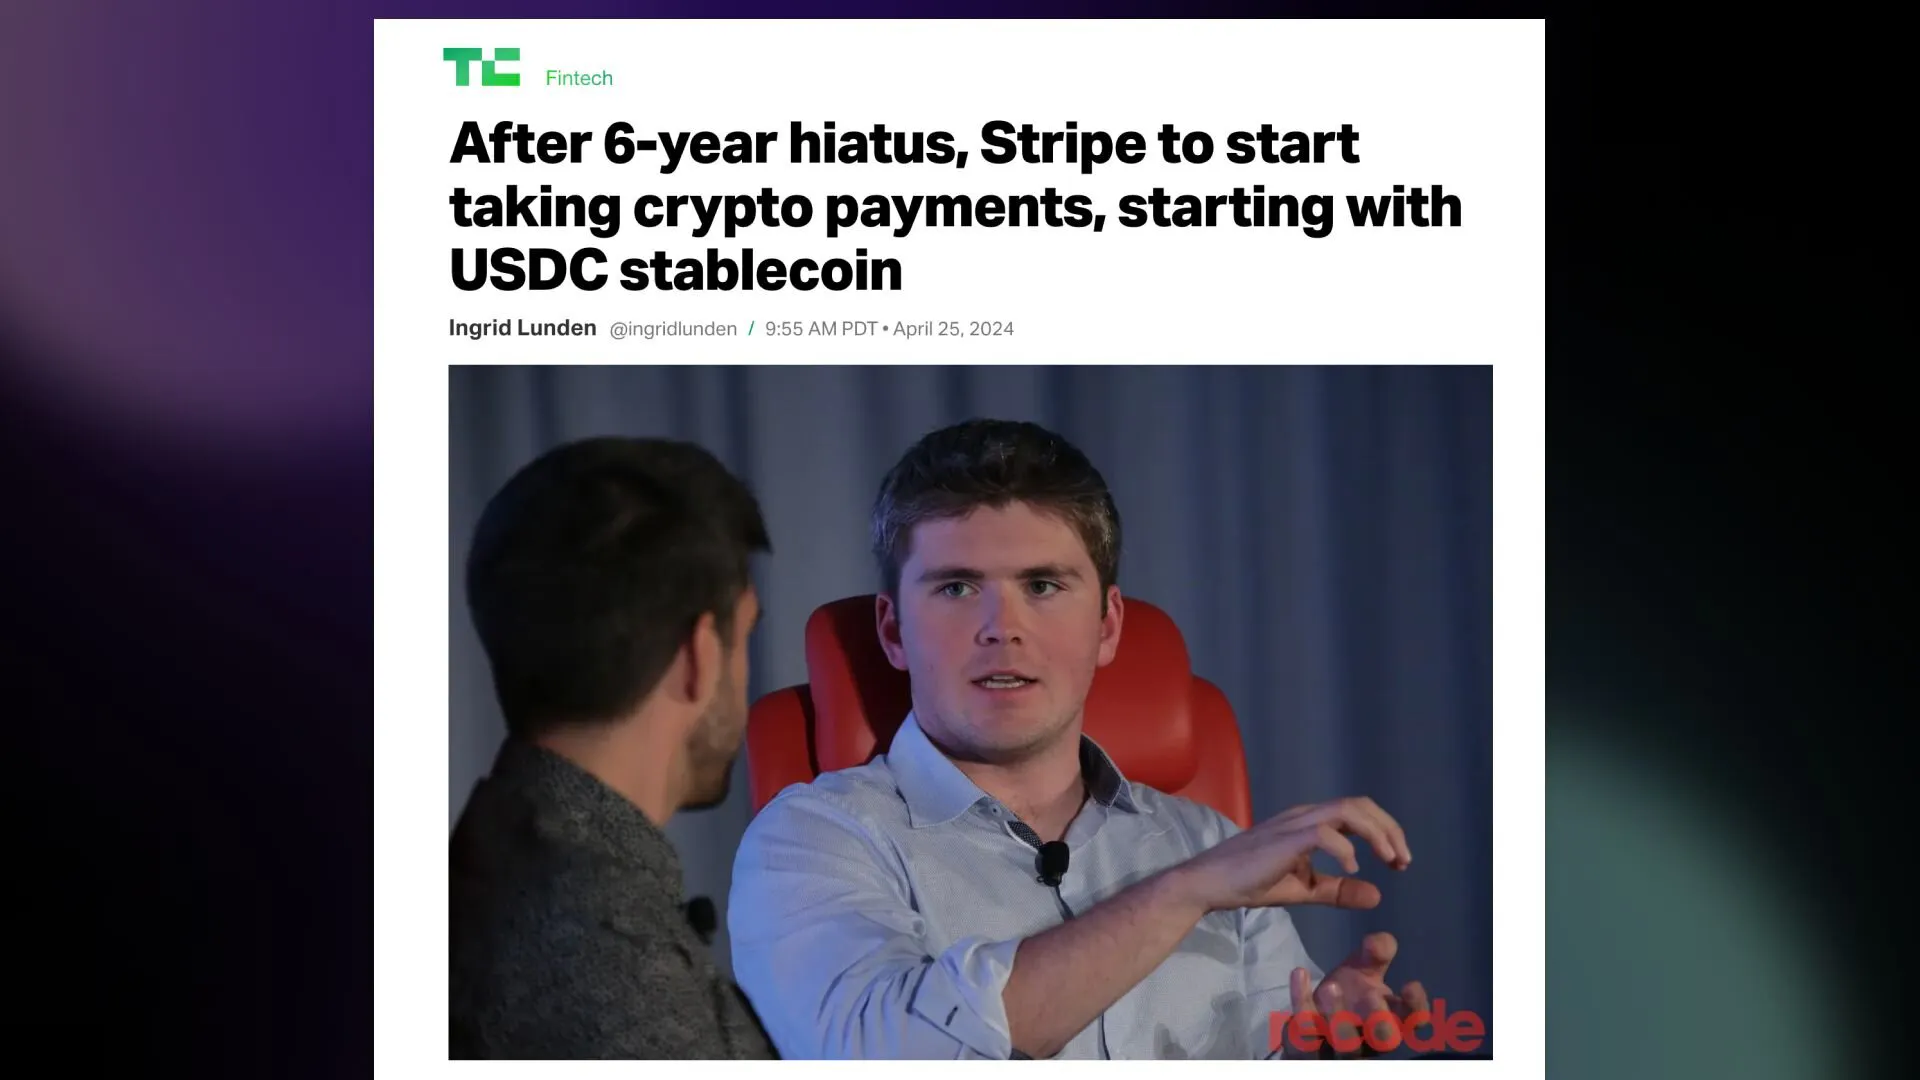 TC Fintech
After 6-year hiatus, Stripe to start
taking crypto payments, starting with
USDC stablecoin
Ingrid Lunden @ingridlunden / 9:55 AM PDT • April 25, 2024
recode